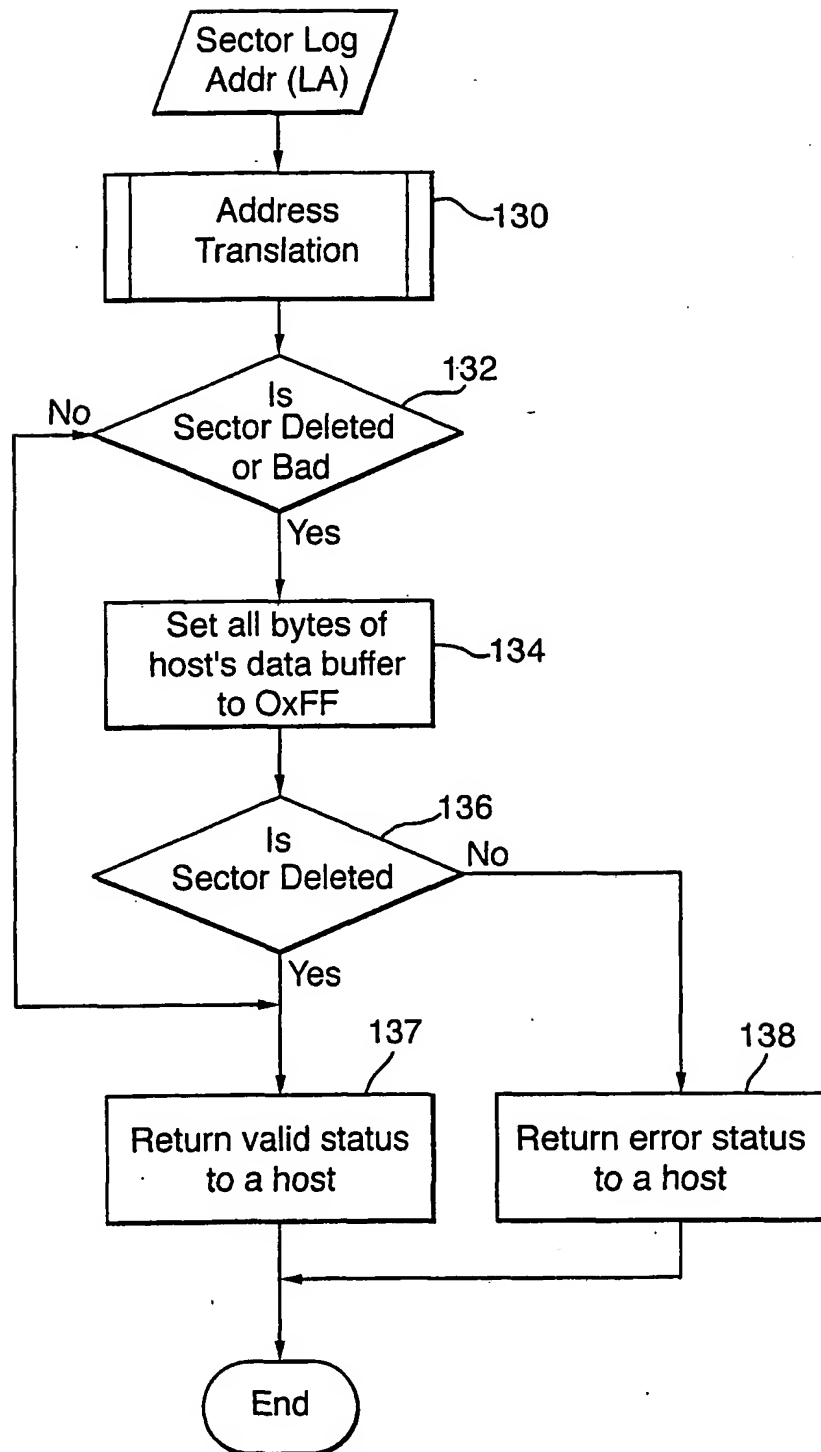 Sector Log
Addr (LA)
Address
Translation
130
132
Is
Sector Deleted
or Bad
No
Yes
Set all bytes of
host's data buffer
to OxFF
134
136
Is
Sector Deleted
No
Yes
137
138
Return valid status
to a host
Return error status
to a host
End